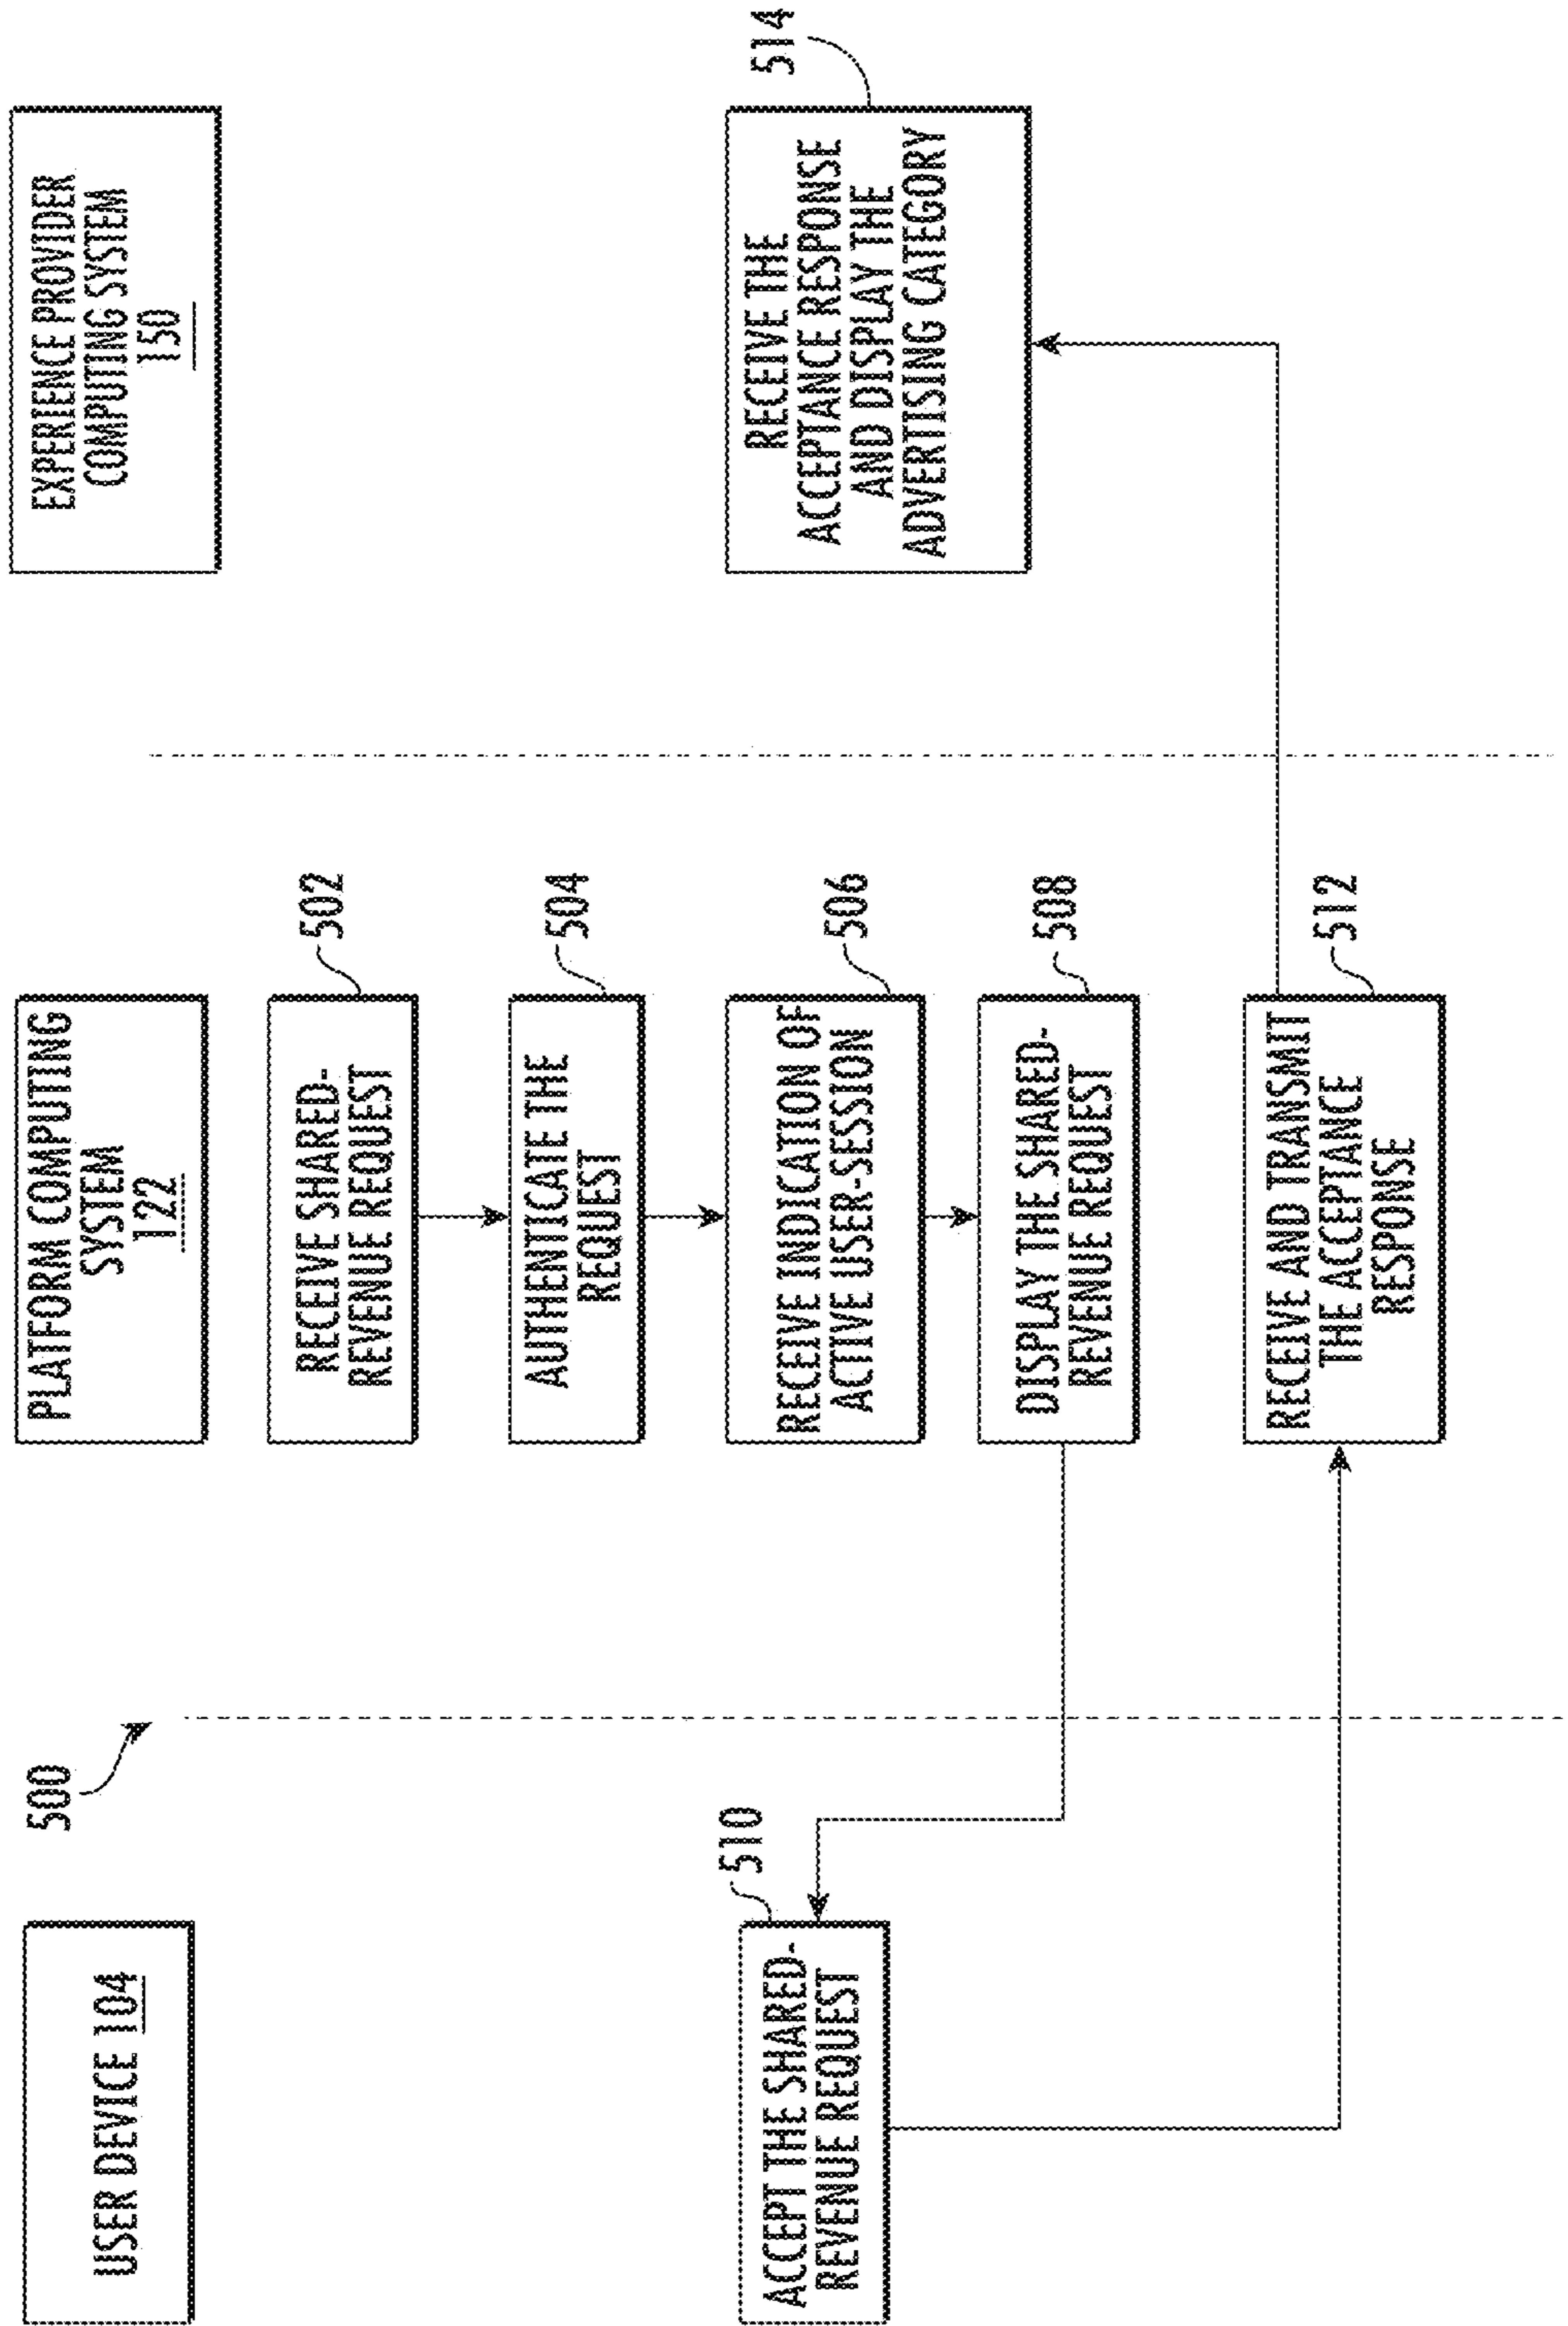 500
USER DEVICE 104
PLATFORM COMPUTING
SYSTEM
122
EXPERIENCE PROVIDER
COMPUTING SYSTEM
150
502
RECEIVE SHARED-
REVENUE REQUEST
504
AUTHENTICATE THE
REQUEST
506
RECEIVE INDICATION OF
ACTIVE USER-SESSION
508
DISPLAY THE SHARED-
REVENUE REQUEST
510
ACCEPT THE SHARED-
REVENUE REQUEST
512
RECEIVE AND TRANSMIT
THE ACCEPTANCE
RESPONSE
514
RECEIVE THE
ACCEPTANCE RESPONSE
AND DISPLAY THE
ADVERTISING CATEGORY